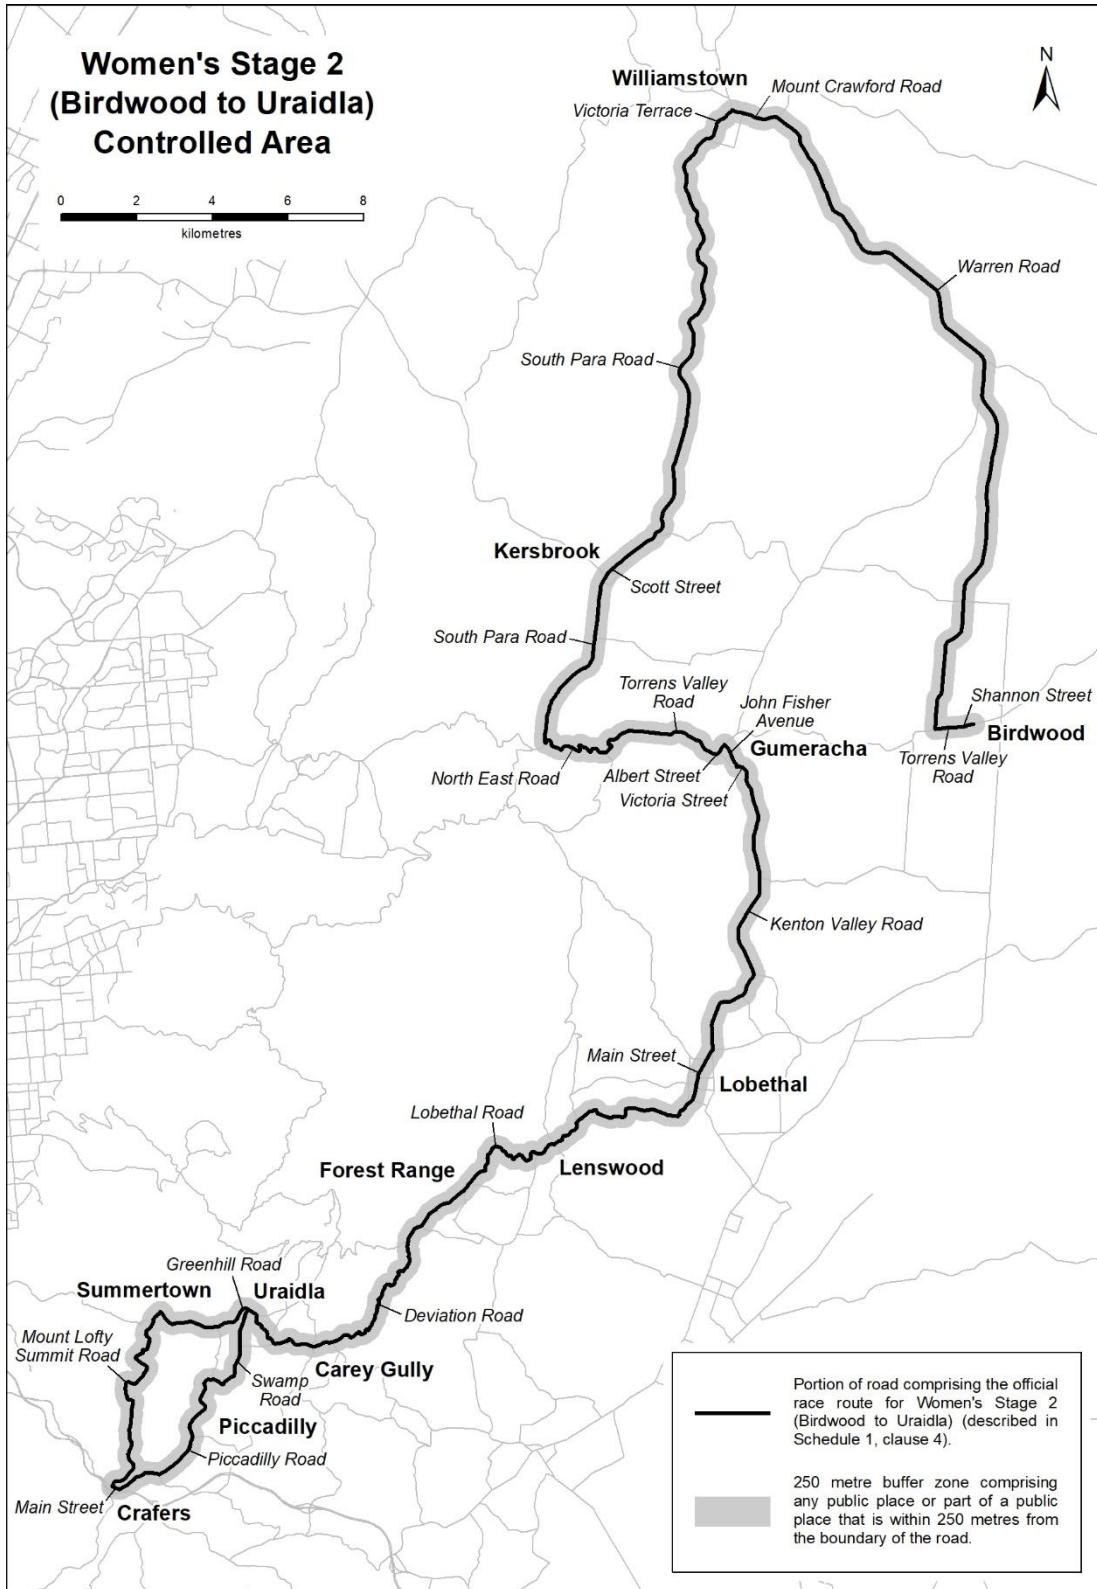 Women's Stage 2
(Birdwood to Uraidla)
Controlled Area
0 2 4 6 8
kilometres
N
Williamstown
Mount Crawford Road
Victoria Terrace
Warren Road
South Para Road
Kersbrook
Scott Street
South Para Road
Torrens Valley
Road
John Fisher
Avenue
Gumeracha
Shannon Street
Birdwood
Torrens Valley
Road
North East Road
Albert Street
Victoria Street
Kenton Valley Road
Main Street
Lobethal
Lobethal Road
Forest Range
Lenswood
Greenhill Road
Summertown
Uraidla
Deviation Road
Mount Lofty
Summit Road
Carey Gully
Swamp
Road
Piccadilly
Piccadilly Road
Main Street
Crafers
Portion of road comprising the official
race route for Women's Stage 2
(Birdwood to Uraidla) (described in
Schedule 1, clause 4).
250 metre buffer zone comprising
any public place or part of a public
place that is within 250 metres from
the boundary of the road.